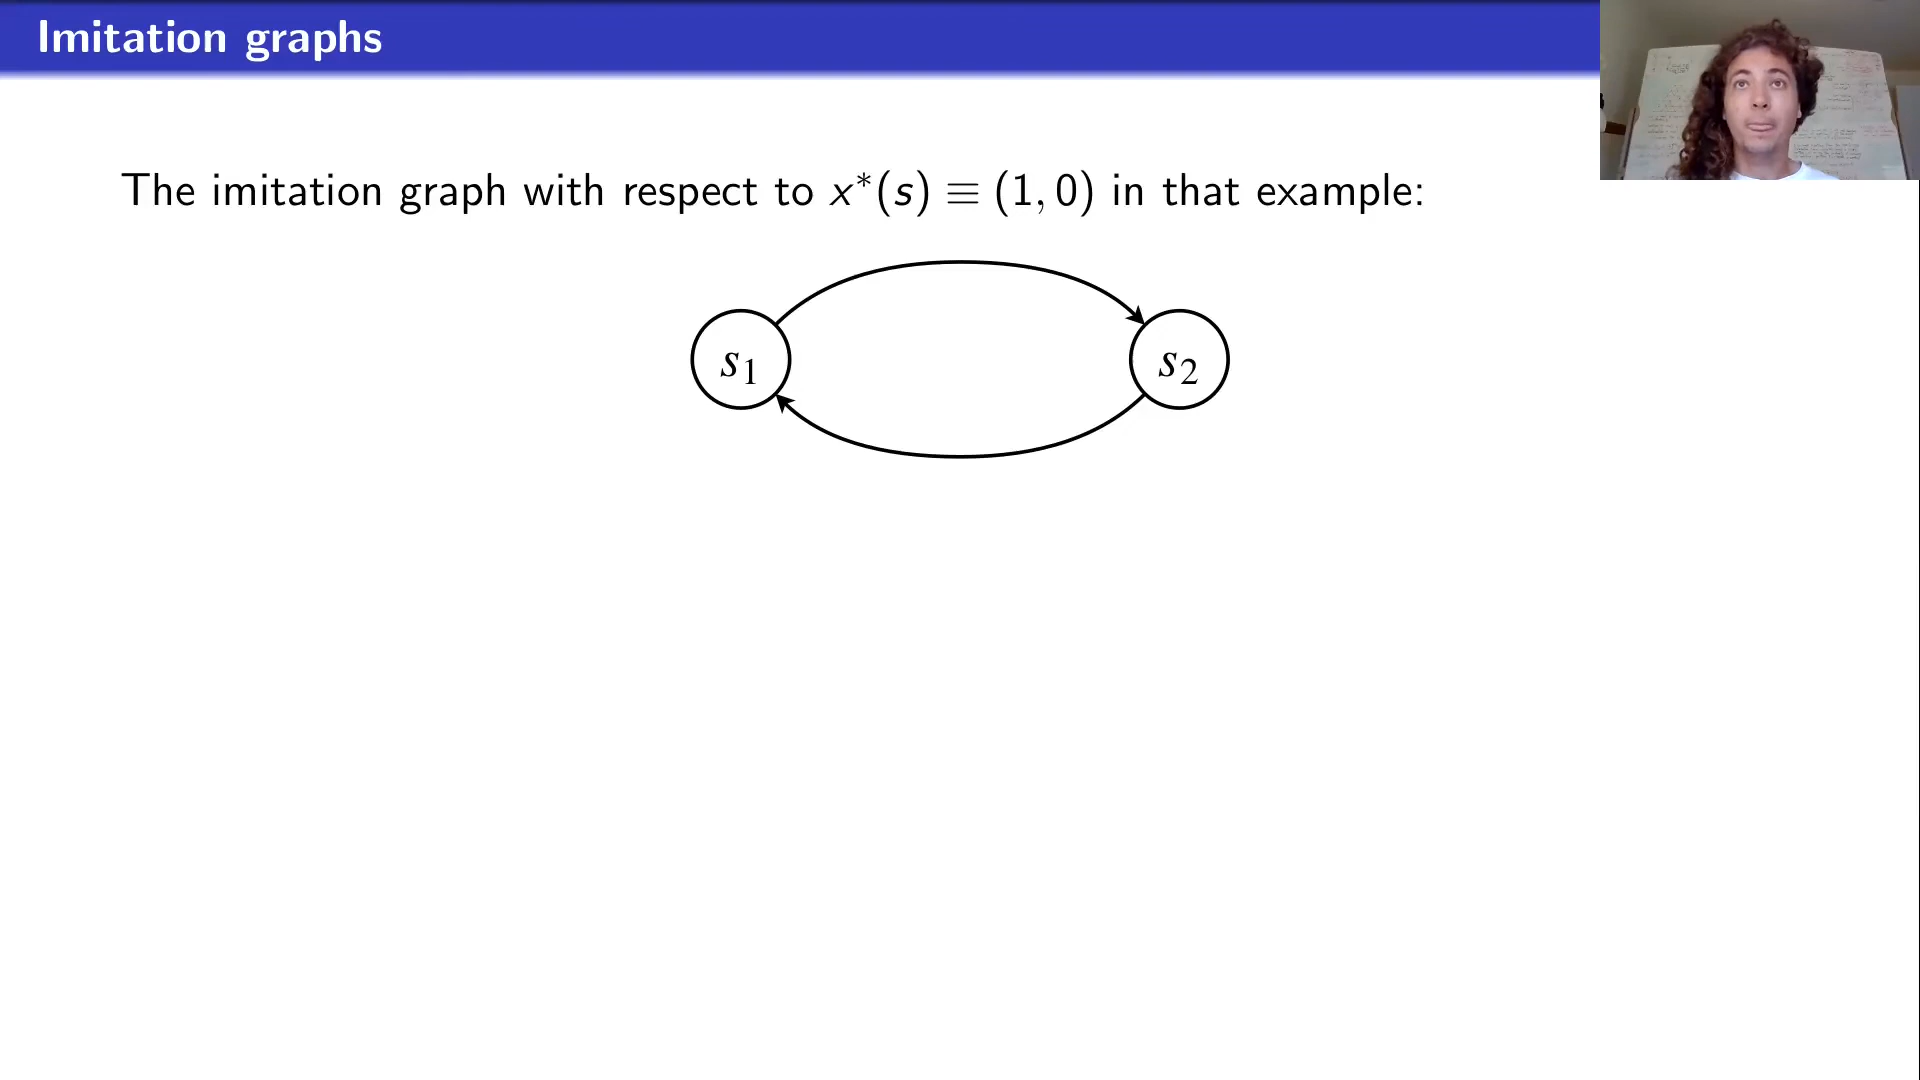 Imitation graphs
The imitation graph with respect to x*(s) ≡ (1, 0) in that example:
s₁
s₂